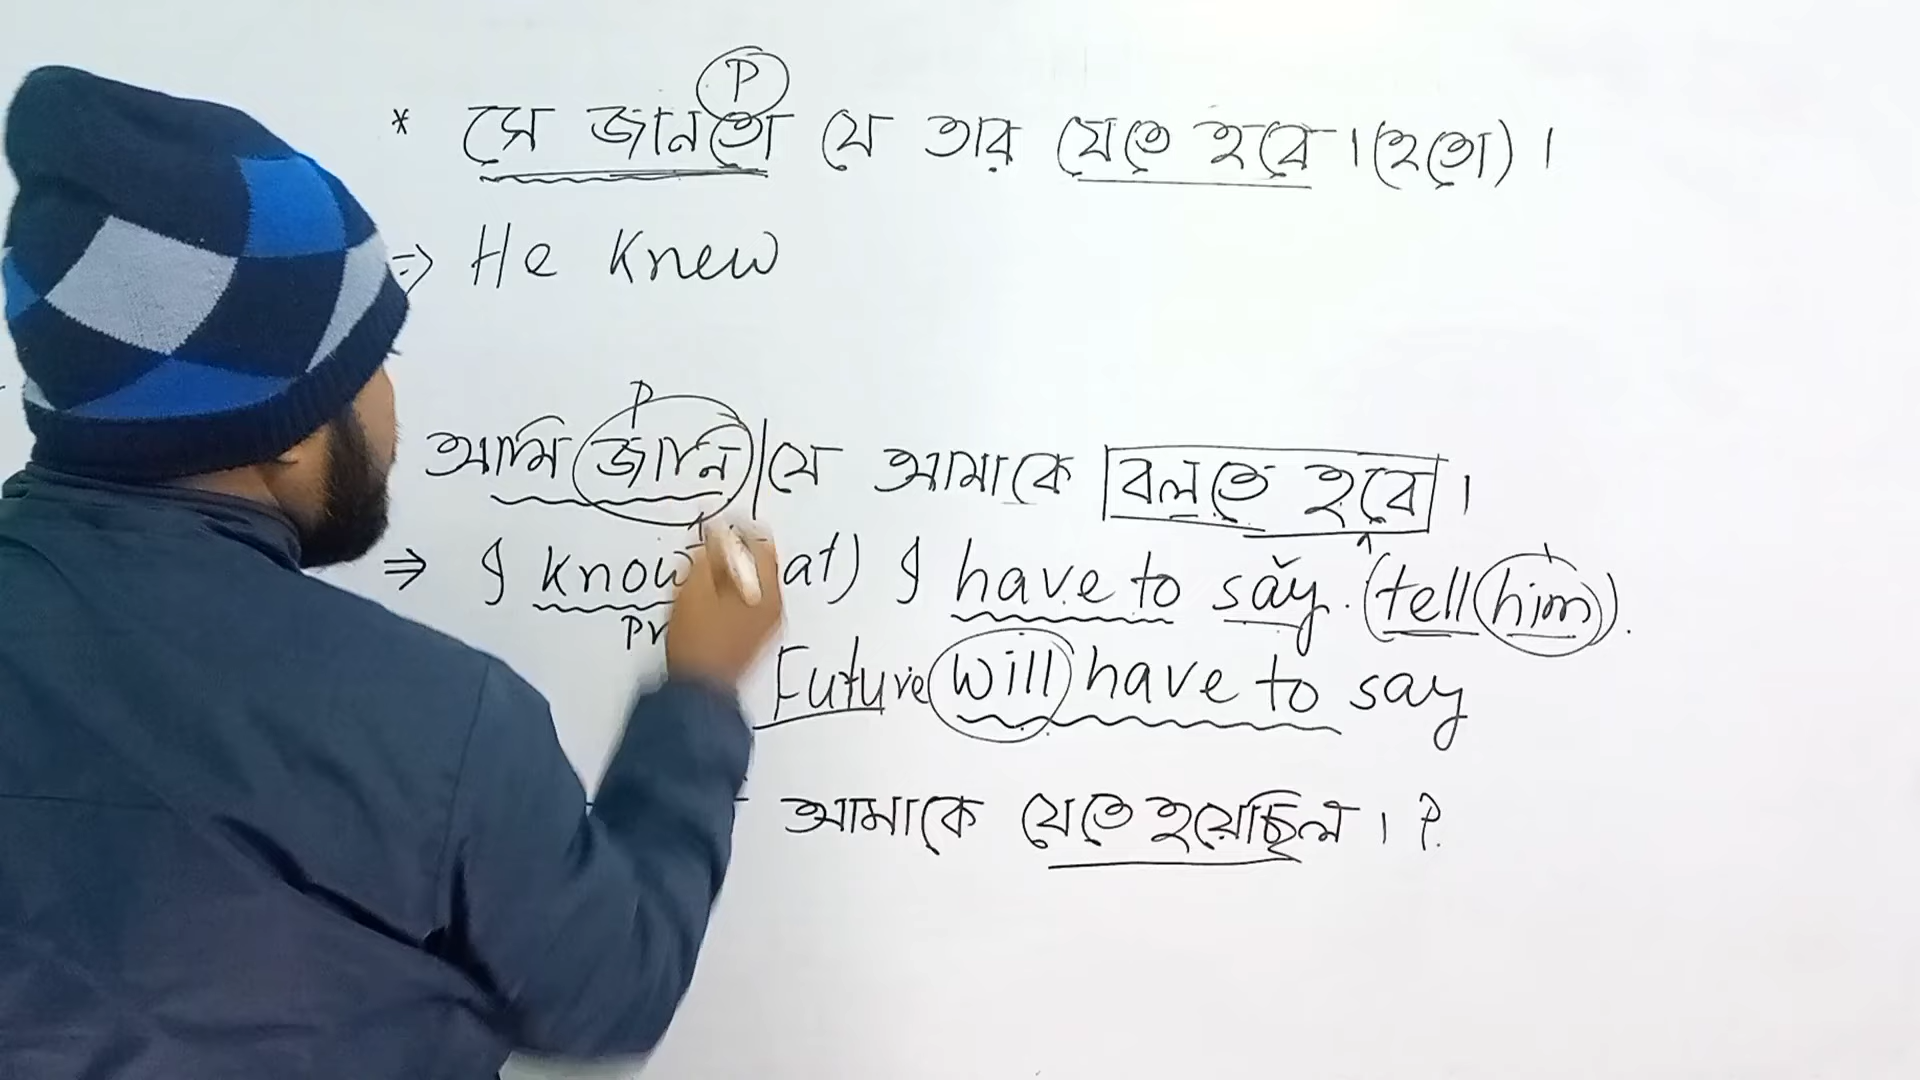 P
* সে জানতো যে তার যেতে হবে। (হতো)।
⇒ He knew
P
আমি জানি | যে আমাকে বলতে হবে।
⇒ I know at) I have to say. (tell him).
Pr
Future will have to say
আমাকে যেতে হয়েছিল। P.